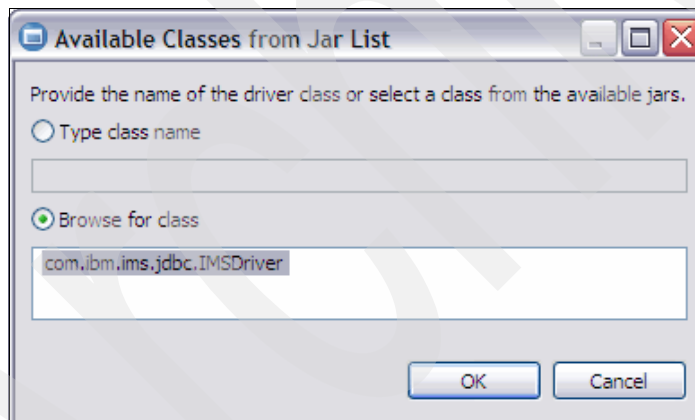 Available Classes from Jar List
Provide the name of the driver class or select a class from the available jars.
Type class name
Browse for class
com.ibm.ims.jdbc.IMSDriver
OK Cancel